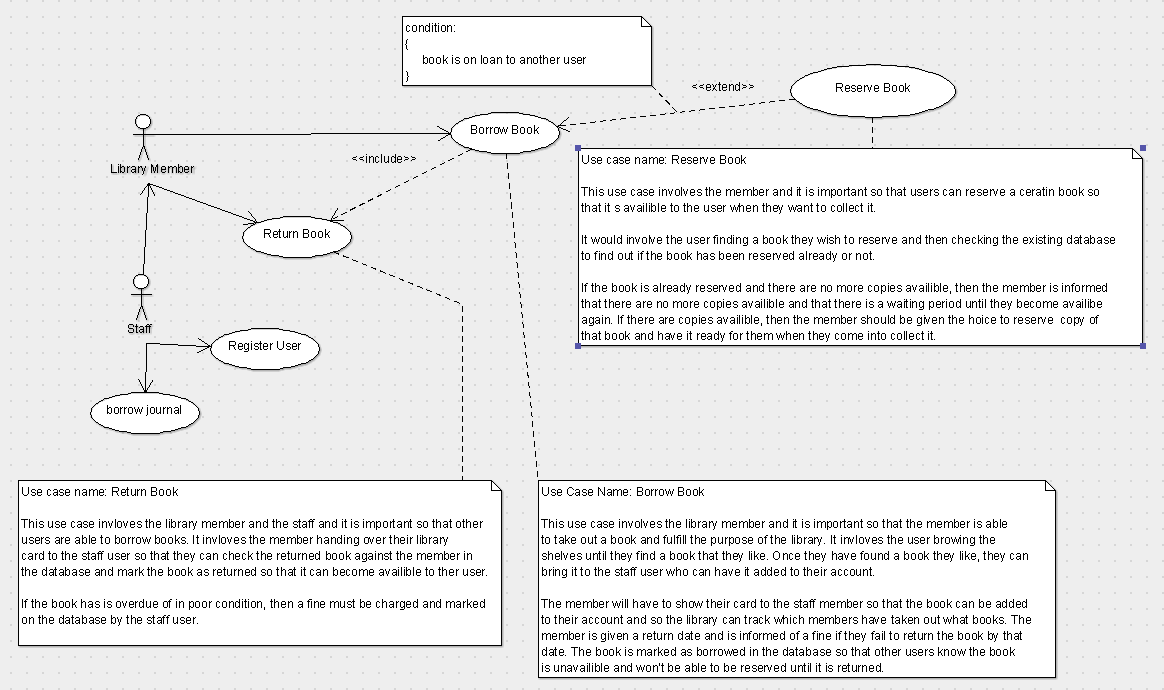 condition:
{
book is on loan to another user
}
<<extend>>
Reserve Book
Borrow Book
<<include>>
Library Member
Return Book
Staff
Register User
borrow journal
Use case name: Reserve Book
This use case involves the member and it is important so that users can reserve a ceratin book so
that it s availible to the user when they want to collect it.
It would involve the user finding a book they wish to reserve and then checking the existing database
to find out if the book has been reserved already or not.
If the book is already reserved and there are no more copies availible, then the member is informed
that there are no more copies availible and that there is a waiting period until they become availibe
again. If there are copies availible, then the member should be given the hoice to reserve  copy of
that book and have it ready for them when they come into collect it.
Use case name: Return Book
This use case invloves the library member and the staff and it is important so that other
users are able to borrow books. It invloves the member handing over their library
card to the staff user so that they can check the returned book against the member in
the database and mark the book as returned so that it can become availible to ther user.
If the book has is overdue of in poor condition, then a fine must be charged and marked
on the database by the staff user.
Use Case Name: Borrow Book
This use case involves the library member and it is important so that the member is able
to take out a book and fulfill the purpose of the library. It invloves the user browing the
shelves until they find a book that they like. Once they have found a book they like, they can
bring it to the staff user who can have it added to their account.
The member will have to show their card to the staff member so that the book can be added
to their account and so the library can track which members have taken out what books. The
member is given a return date and is informed of a fine if they fail to return the book by that
date. The book is marked as borrowed in the database so that other users know the book
is unavailible and won't be able to be reserved until it is returned.